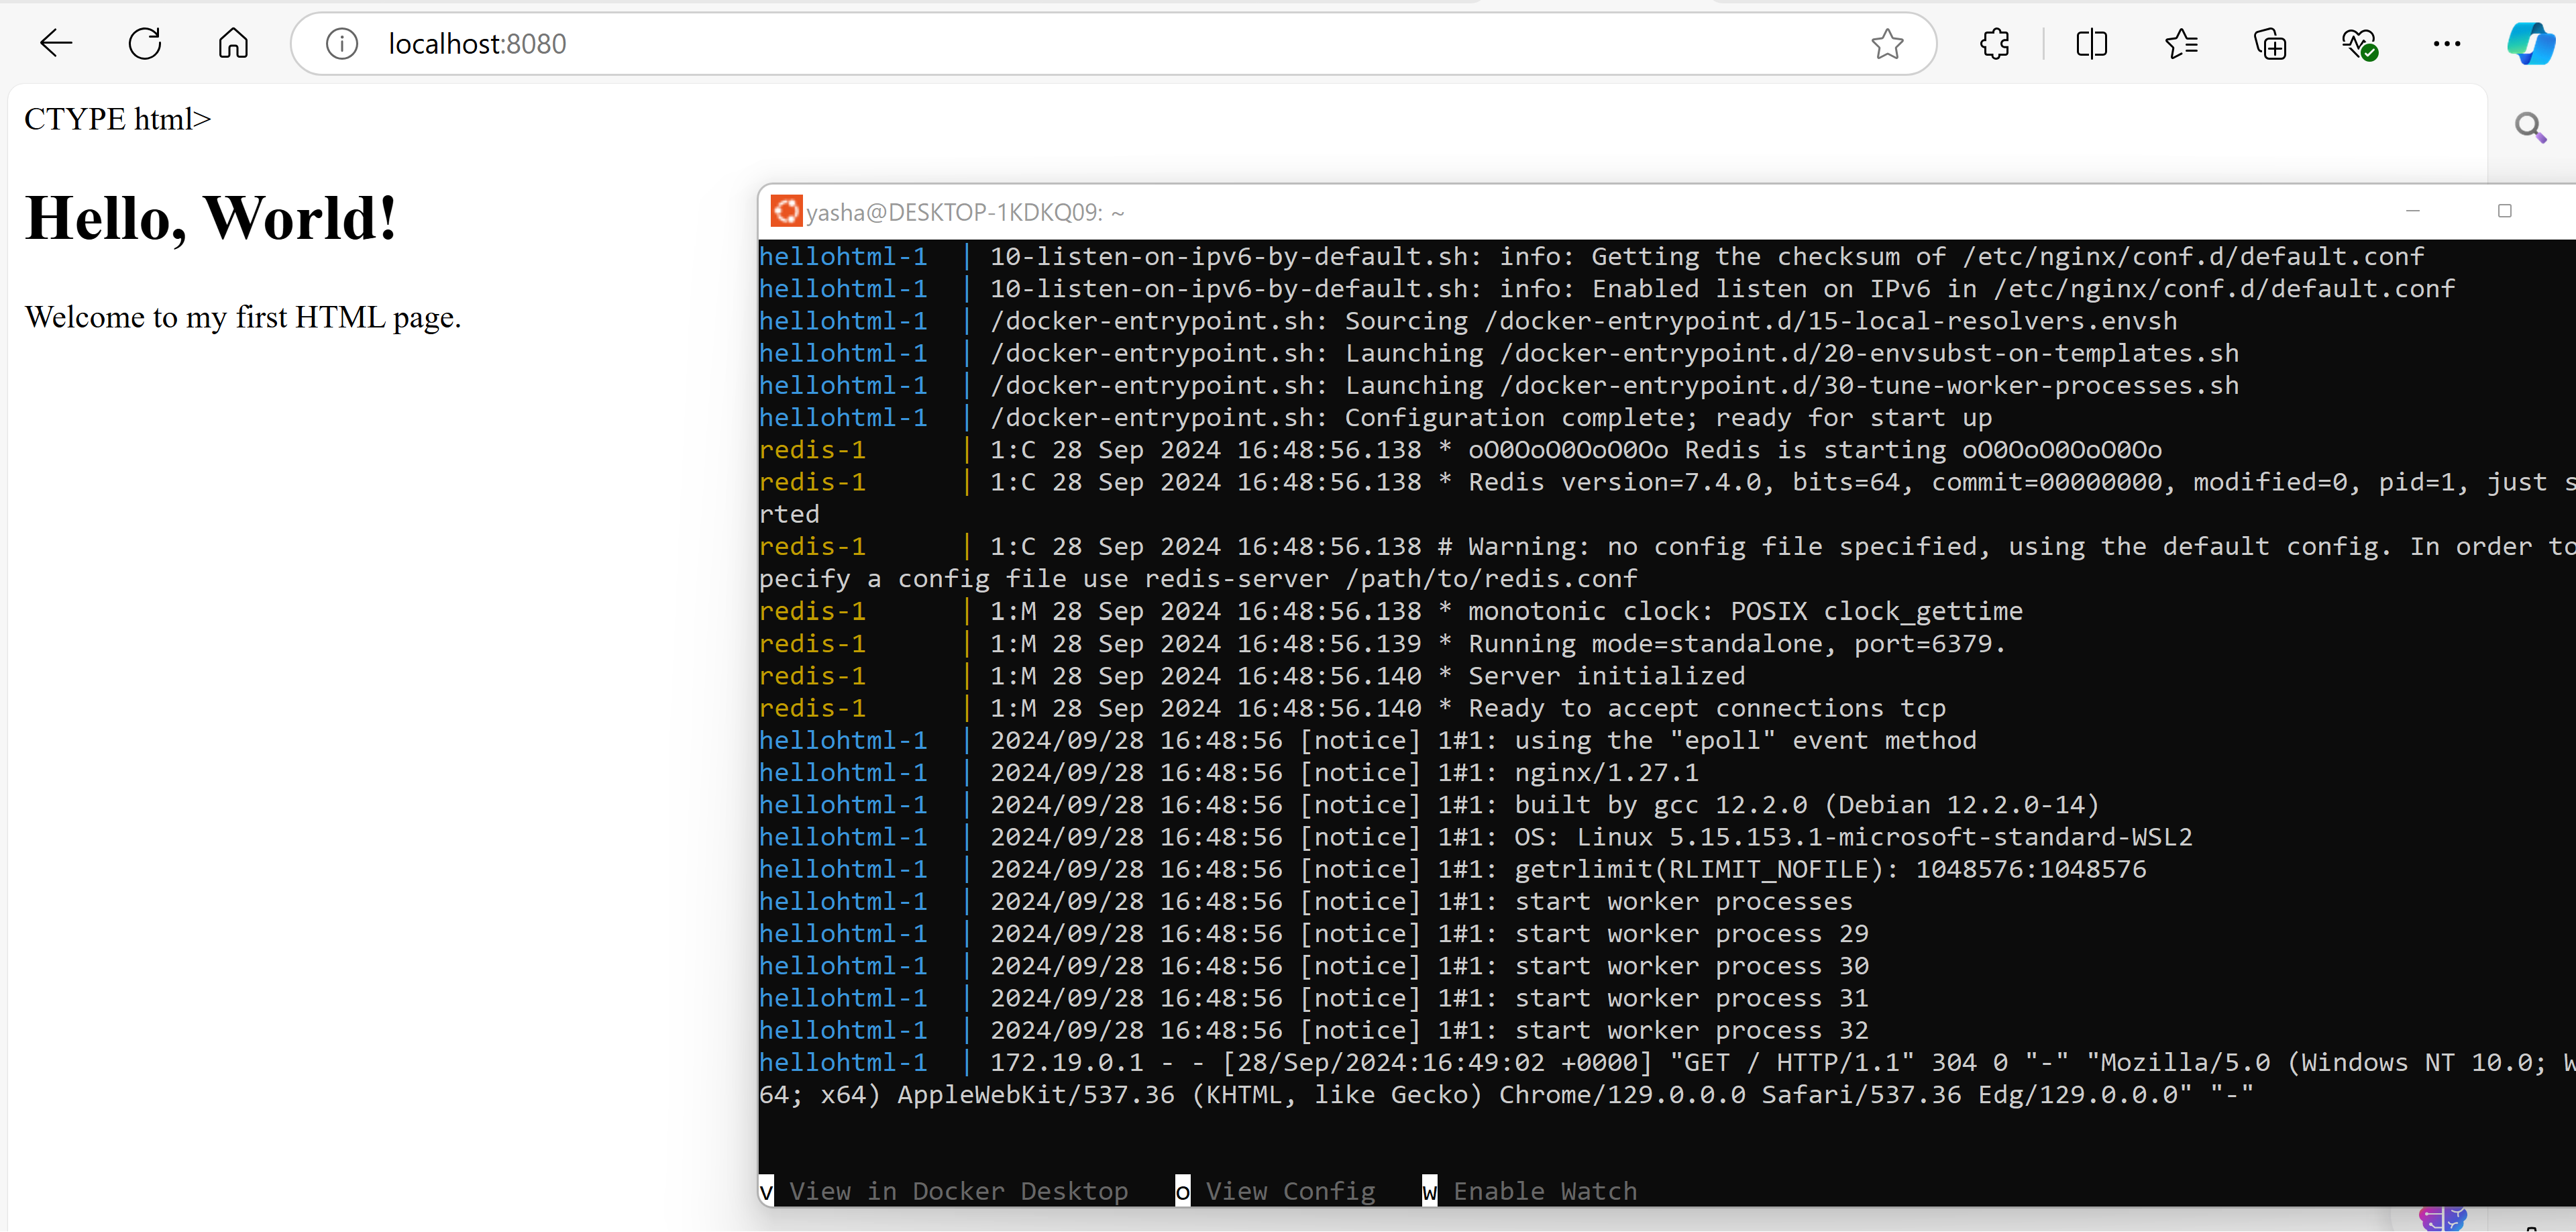 localhost:8080
CTYPE html>
Hello, World!
Welcome to my first HTML page.
yasha@DESKTOP-1KDKQ09: ~
hellohtml-1  | 10-listen-on-ipv6-by-default.sh: info: Getting the checksum of /etc/nginx/conf.d/default.conf
hellohtml-1  | 10-listen-on-ipv6-by-default.sh: info: Enabled listen on IPv6 in /etc/nginx/conf.d/default.conf
hellohtml-1  | /docker-entrypoint.sh: Sourcing /docker-entrypoint.d/15-local-resolvers.envsh
hellohtml-1  | /docker-entrypoint.sh: Launching /docker-entrypoint.d/20-envsubst-on-templates.sh
hellohtml-1  | /docker-entrypoint.sh: Launching /docker-entrypoint.d/30-tune-worker-processes.sh
hellohtml-1  | /docker-entrypoint.sh: Configuration complete; ready for start up
redis-1      | 1:C 28 Sep 2024 16:48:56.138 * oO0OoO0OoO0Oo Redis is starting oO0OoO0OoO0Oo
redis-1      | 1:C 28 Sep 2024 16:48:56.138 * Redis version=7.4.0, bits=64, commit=00000000, modified=0, pid=1, just s
rted
redis-1      | 1:C 28 Sep 2024 16:48:56.138 # Warning: no config file specified, using the default config. In order to
pecify a config file use redis-server /path/to/redis.conf
redis-1      | 1:M 28 Sep 2024 16:48:56.138 * monotonic clock: POSIX clock_gettime
redis-1      | 1:M 28 Sep 2024 16:48:56.139 * Running mode=standalone, port=6379.
redis-1      | 1:M 28 Sep 2024 16:48:56.140 * Server initialized
redis-1      | 1:M 28 Sep 2024 16:48:56.140 * Ready to accept connections tcp
hellohtml-1  | 2024/09/28 16:48:56 [notice] 1#1: using the "epoll" event method
hellohtml-1  | 2024/09/28 16:48:56 [notice] 1#1: nginx/1.27.1
hellohtml-1  | 2024/09/28 16:48:56 [notice] 1#1: built by gcc 12.2.0 (Debian 12.2.0-14)
hellohtml-1  | 2024/09/28 16:48:56 [notice] 1#1: OS: Linux 5.15.153.1-microsoft-standard-WSL2
hellohtml-1  | 2024/09/28 16:48:56 [notice] 1#1: getrlimit(RLIMIT_NOFILE): 1048576:1048576
hellohtml-1  | 2024/09/28 16:48:56 [notice] 1#1: start worker processes
hellohtml-1  | 2024/09/28 16:48:56 [notice] 1#1: start worker process 29
hellohtml-1  | 2024/09/28 16:48:56 [notice] 1#1: start worker process 30
hellohtml-1  | 2024/09/28 16:48:56 [notice] 1#1: start worker process 31
hellohtml-1  | 2024/09/28 16:48:56 [notice] 1#1: start worker process 32
hellohtml-1  | 172.19.0.1 - - [28/Sep/2024:16:49:02 +0000] "GET / HTTP/1.1" 304 0 "-" "Mozilla/5.0 (Windows NT 10.0; W
64; x64) AppleWebKit/537.36 (KHTML, like Gecko) Chrome/129.0.0.0 Safari/537.36 Edg/129.0.0.0" "-"
v View in Docker Desktop   o View Config   w Enable Watch